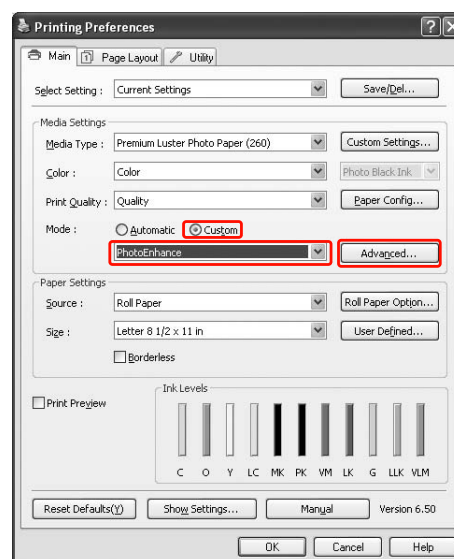 Printing Preferences
Main Page Layout Utility
Select Setting : Current Settings Save/Del...
Media Settings
Media Type : Premium Luster Photo Paper (260) Custom Settings...
Color : Color Photo Black Ink
Print Quality : Quality Paper Config...
Mode : Automatic Custom
PhotoEnhance Advanced...
Paper Settings
Source : Roll Paper Roll Paper Option...
Size : Letter 8 1/2 x 11 in User Defined...
Borderless
Print Preview
Ink Levels
C O Y LC MK PK VM LK G LLK VLM
Reset Defaults(Y) Show Settings... Manual Version 6.50
OK Cancel Help